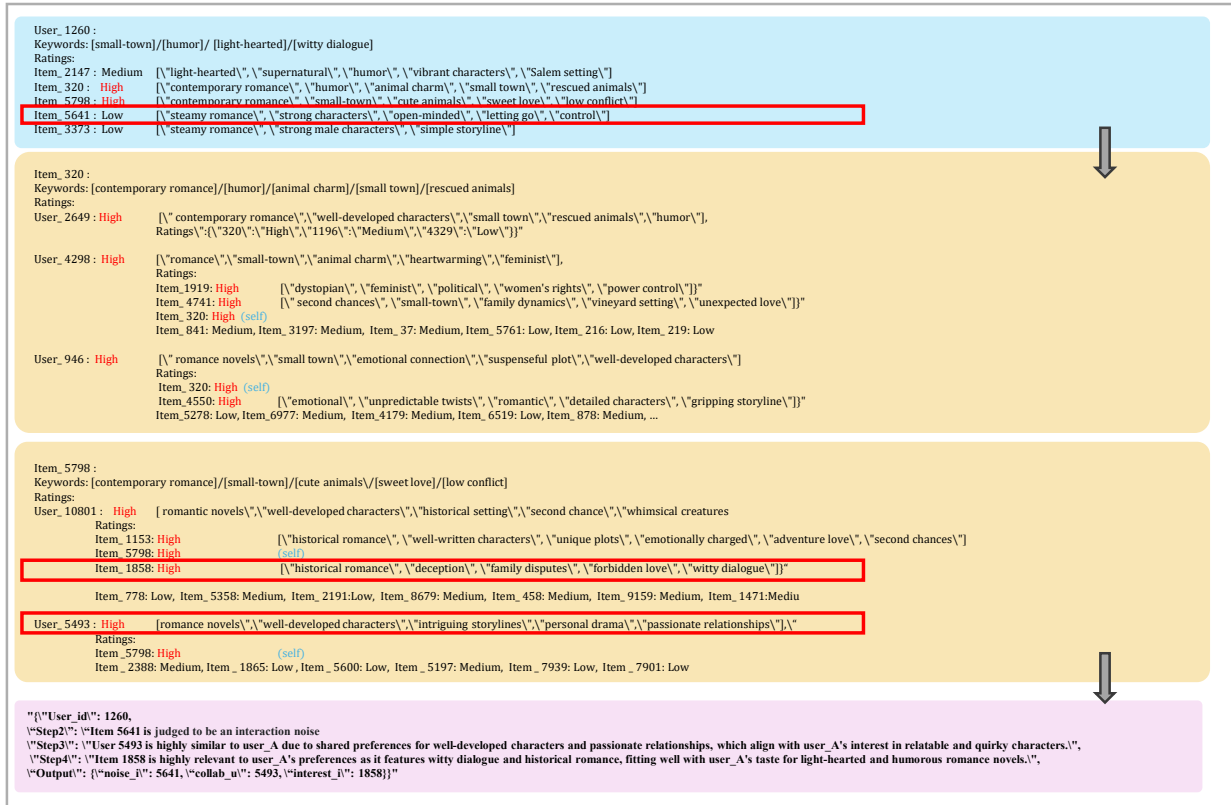 User_ 1260 :
Keywords: [small-town]/[humor]/ [light-hearted]/[witty dialogue]
Ratings:
Item_ 2147 : Medium [\"light-hearted\", \"supernatural\", \"humor\", \"vibrant characters\", \"Salem setting\"]
Item_ 320 : High [\"contemporary romance\", \"humor\", \"animal charm\", \"small town\", \"rescued animals\"]
Item_ 5798 : High [\"contemporary romance\", \"small-town\", \"cute animals\", \"sweet love\", \"low conflict\"]
Item_ 5641 : Low [\"steamy romance\", \"strong characters\", \"open-minded\", \"letting go\", \"control\"]
Item_ 3373 : Low [\"steamy romance\", \"strong male characters\", \"simple storyline\"]
Item_ 320 :
Keywords: [contemporary romance]/[humor]/[animal charm]/[small town]/[rescued animals]
Ratings:
User_ 2649 : High [\" contemporary romance\",\"well-developed characters\",\"small town\",\"rescued animals\",\"humor\"],
Ratings\":{\"320\":\"High\",\"1196\":\"Medium\",\"4329\":\"Low\"}}"
User_ 4298 : High [\"romance\",\"small-town\",\"animal charm\",\"heartwarming\",\"feminist\"],
Ratings:
Item_1919: High [\"dystopian\", \"feminist\", \"political\", \"women's rights\", \"power control\"]}"
Item_ 4741: High [\" second chances\", \"small-town\", \"family dynamics\", \"vineyard setting\", \"unexpected love\"]}"
Item_ 320: High (self)
Item_ 841: Medium, Item_ 3197: Medium, Item_ 37: Medium, Item_ 5761: Low, Item_ 216: Low, Item_ 219: Low
User_ 946 : High [\" romance novels\",\"small town\",\"emotional connection\",\"suspenseful plot\",\"well-developed characters\"]
Ratings:
Item_ 320: High (self)
Item_4550: High [\"emotional\", \"unpredictable twists\", \"romantic\", \"detailed characters\", \"gripping storyline\"]}"
Item_5278: Low, Item_6977: Medium, Item_4179: Medium, Item_ 6519: Low, Item_ 878: Medium, ...
Item_ 5798 :
Keywords: [contemporary romance]/[small-town]/[cute animals\/[sweet love]/[low conflict]
Ratings:
User_ 10801 : High [ romantic novels\",\"well-developed characters\",\"historical setting\",\"second chance\",\"whimsical creatures
Ratings:
Item_ 1153: High [\"historical romance\", \"well-written characters\", \"unique plots\", \"emotionally charged\", \"adventure love\", \"second chances\"]
Item_ 5798: High (self)
Item_ 1858: High [\"historical romance\", \"deception\", \"family disputes\", \"forbidden love\", \"witty dialogue\"]}“
Item_ 778: Low, Item_ 5358: Medium, Item_ 2191:Low, Item_ 8679: Medium, Item_ 458: Medium, Item_ 9159: Medium, Item_ 1471:Mediu
User_ 5493 : High [romance novels\",\"well-developed characters\",\"intriguing storylines\",\"personal drama\",\"passionate relationships\"],\“
Ratings:
Item_5798: High (self)
Item _ 2388: Medium, Item _ 1865: Low , Item _ 5600: Low, Item _ 5197: Medium, Item _ 7939: Low, Item _ 7901: Low
"{\"User_id\": 1260,
\“Step2\”: \“Item 5641 is judged to be an interaction noise
\"Step3\": \"User 5493 is highly similar to user_A due to shared preferences for well-developed characters and passionate relationships, which align with user_A's interest in relatable and quirky characters.\",
\"Step4\": \"Item 1858 is highly relevant to user_A's preferences as it features witty dialogue and historical romance, fitting well with user_A's taste for light-hearted and humorous romance novels.\",
\“Output\": {\“noise_i\": 5641, \“collab_u\": 5493, \“interest_i\": 1858}}"